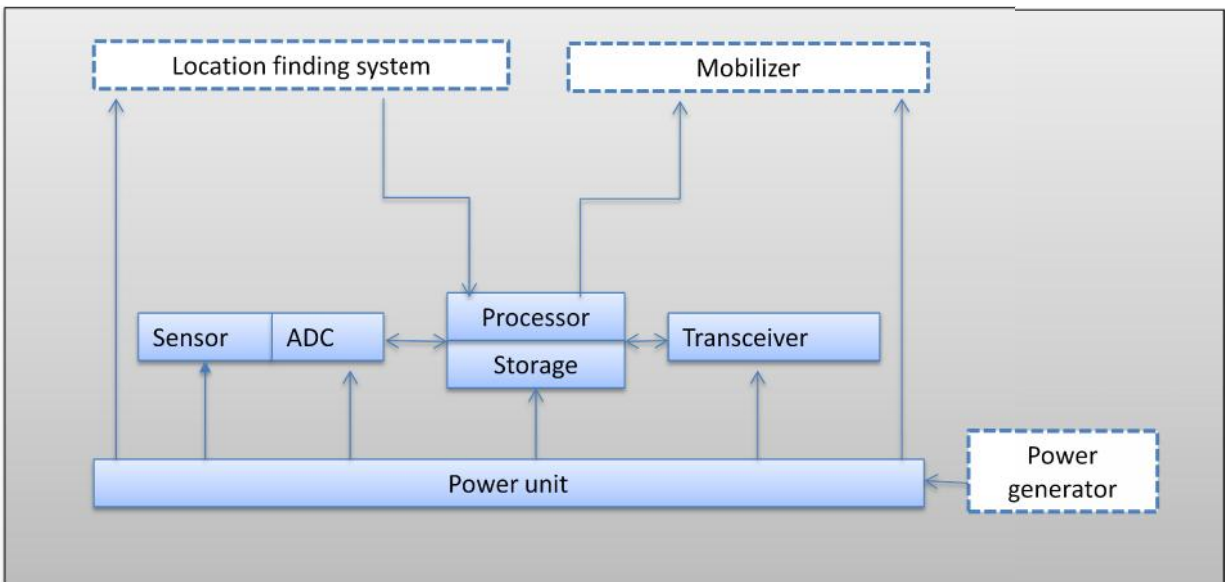 Location finding system
Mobilizer
Processor
Sensor
ADC
Transceiver
Storage
Power unit
Power
generator